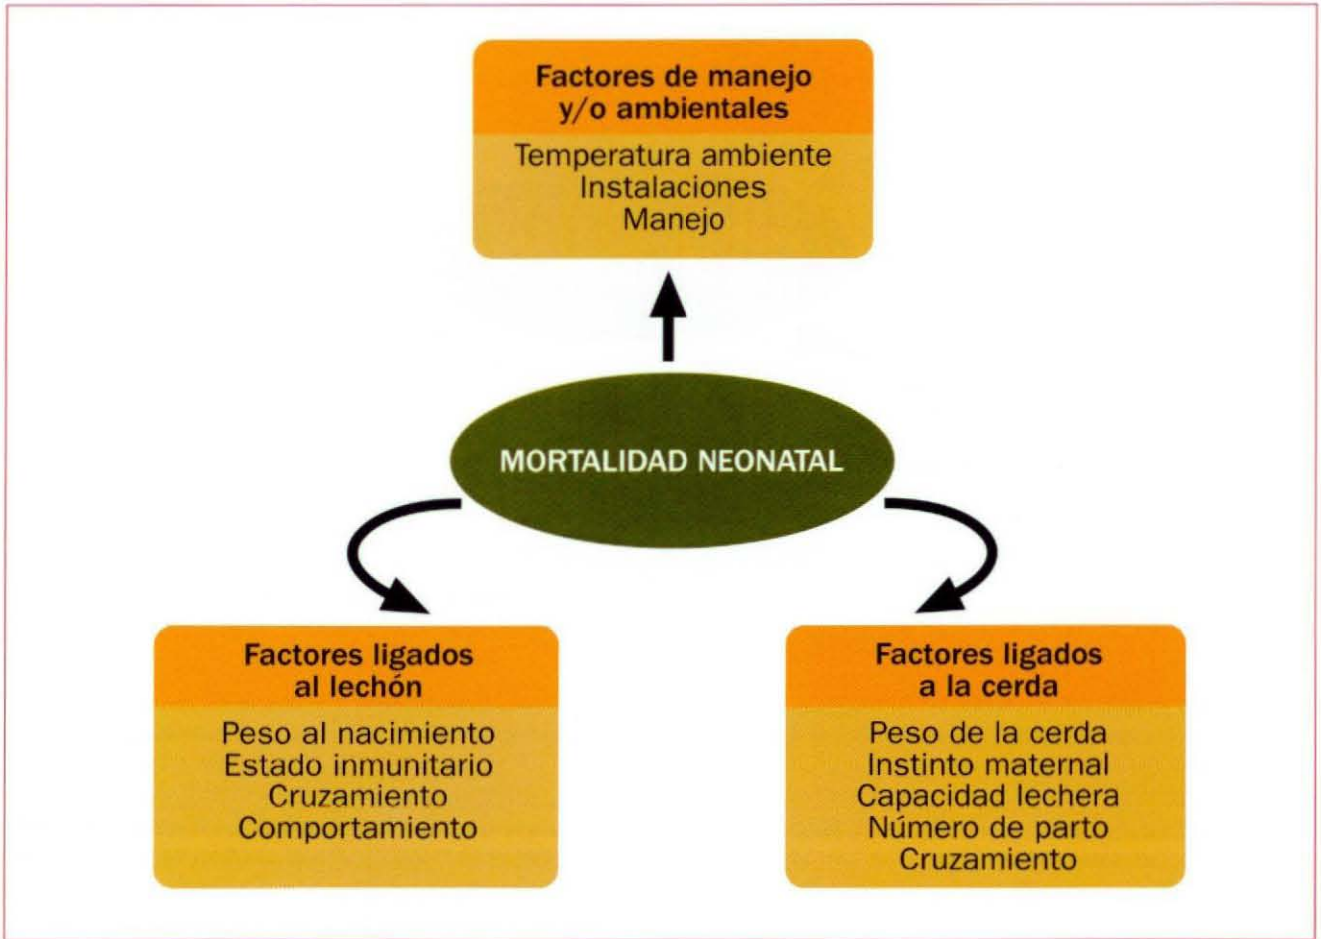 Factores de manejo
y/o ambientales
Temperatura ambiente
Instalaciones
Manejo
MORTALIDAD NEONATAL
Factores ligados
al lechón
Peso al nacimiento
Estado inmunitario
Cruzamiento
Comportamiento
Factores ligados
a la cerda
Peso de la cerda
Instinto maternal
Capacidad lechera
Número de parto
Cruzamiento